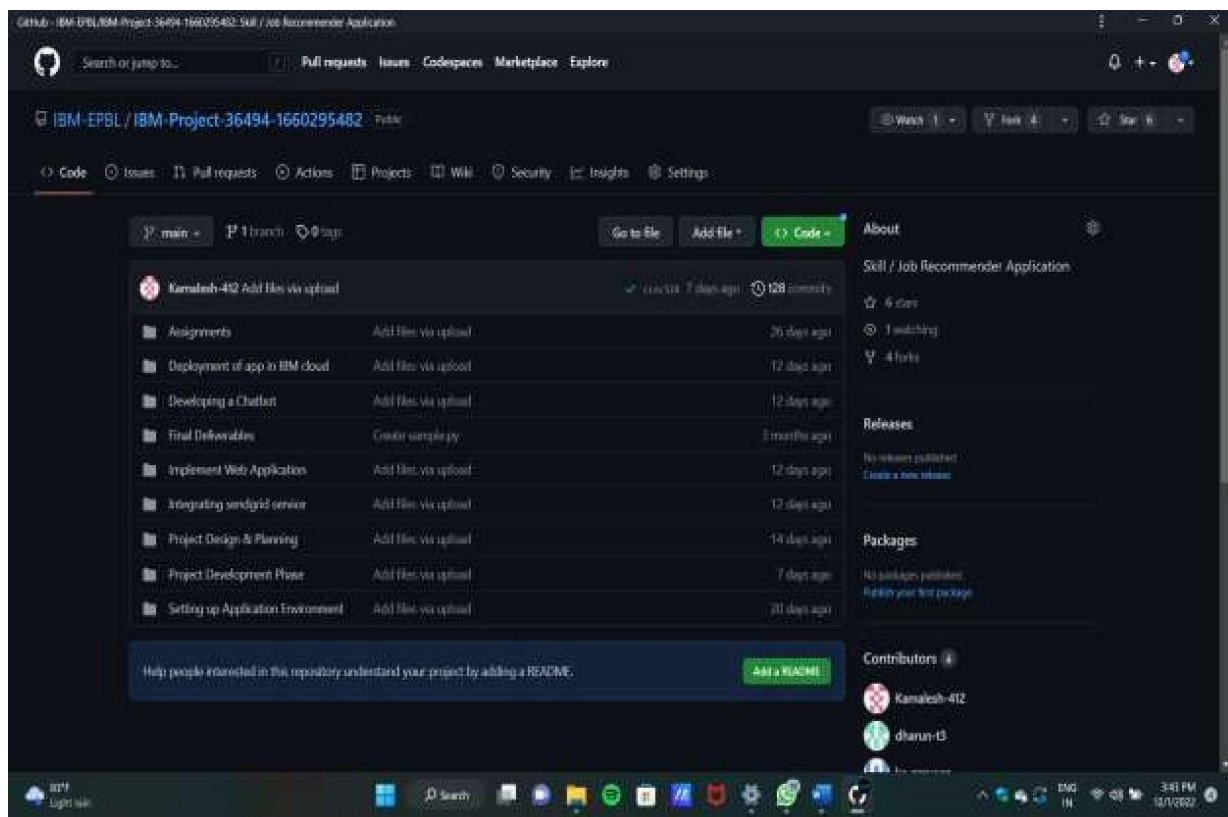 GitHub - IBM-EPBL/IBM-Project-36494-1660295482: Skill / Job Recommender Application
Search or jump to... / Pull requests Issues Codespaces Marketplace Explore
IBM-EPBL / IBM-Project-36494-1660295482 Public
Watch 1 Fork 4 Star 6
Code Issues Pull requests Actions Projects Wiki Security Insights Settings
main 1 branch 0 tags Go to file Add file Code
Kamalesh-412 Add files via upload 7 days ago 128 commits
Assignments Add files via upload 26 days ago
Deployment of app in IBM cloud Add files via upload 12 days ago
Developing a Chatbot Add files via upload 12 days ago
Final Deliverables Create sample.py months ago
Implement Web Application Add files via upload 12 days ago
Integrating sendgrid service Add files via upload 12 days ago
Project Design & Planning Add files via upload 14 days ago
Project Development Phase Add files via upload 7 days ago
Setting up Application Environment Add files via upload 20 days ago
Help people interested in this repository understand your project by adding a README. Add a README
About
Skill / Job Recommender Application
6 stars
1 watching
4 forks
Releases
No releases published
Create a new release
Packages
No packages published
Publish your first package
Contributors 4
Kamalesh-412
dharun-t3
81°F
Light rain
Search
ENG
IN
3:43 PM
12/1/2022